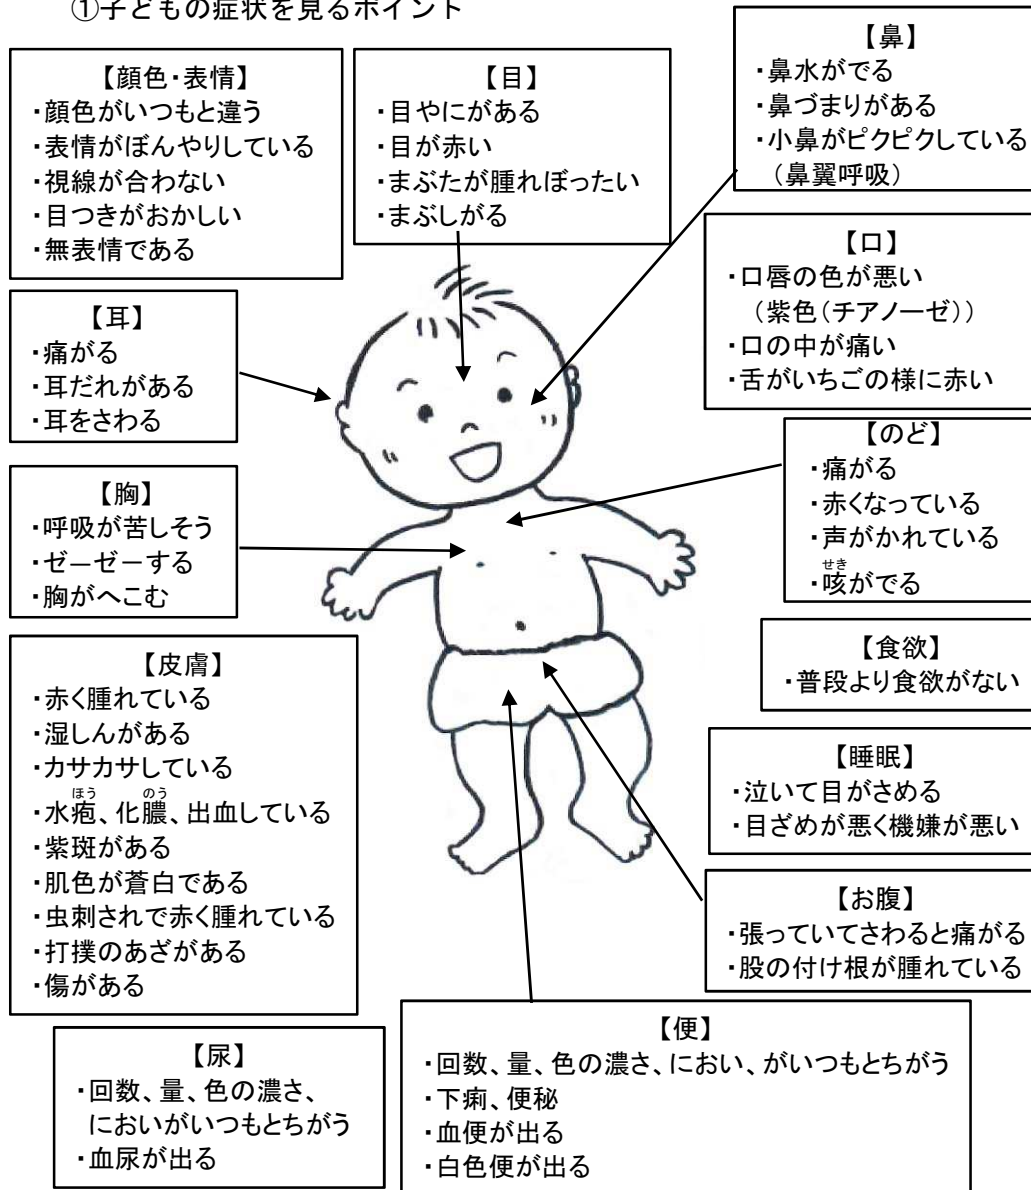 ①子どもの症状を見るポイント
【顔色・表情】
・顔色がいつもと違う
・表情がぼんやりしている
・視線が合わない
・目つきがおかしい
・無表情である
【目】
・目やにがある
・目が赤い
・まぶたが腫れぼったい
・まぶしがる
【鼻】
・鼻水がでる
・鼻づまりがある
・小鼻がピクピクしている
（鼻翼呼吸）
【口】
・口唇の色が悪い
（紫色（チアノーゼ））
・口の中が痛い
・舌がいちごの様に赤い
【耳】
・痛がる
・耳だれがある
・耳をさわる
【のど】
・痛がる
・赤くなっている
・声がかれている
せき
・咳がでる
【胸】
・呼吸が苦しそう
・ゼーゼーする
・胸がへこむ
【食欲】
・普段より食欲がない
【皮膚】
・赤く腫れている
・湿しんがある
・カサカサしている
ほう のう
・水疱、化膿、出血している
・紫斑がある
・肌色が蒼白である
・虫刺されで赤く腫れている
・打撲のあざがある
・傷がある
【睡眠】
・泣いて目がさめる
・目ざめが悪く機嫌が悪い
【お腹】
・張っていてさわると痛がる
・股の付け根が腫れている
【尿】
・回数、量、色の濃さ、
においがいつもとちがう
・血尿が出る
【便】
・回数、量、色の濃さ、におい、がいつもとちがう
・下痢、便秘
・血便が出る
・白色便が出る